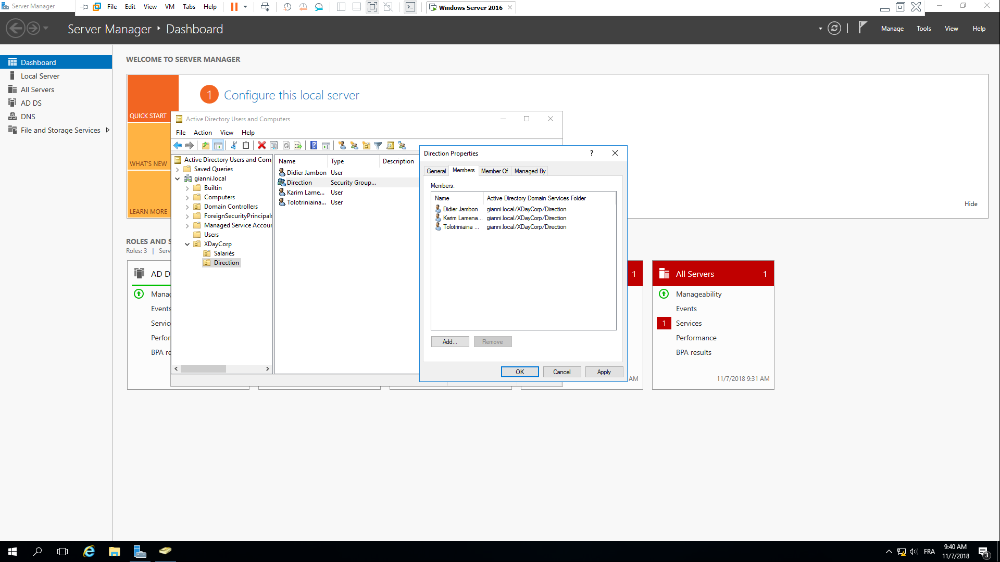 Server Manager
File Edit View VM Tabs Help
Windows Server 2016
Server Manager ‣ Dashboard
Manage Tools View Help
Dashboard
Local Server
All Servers
AD DS
DNS
File and Storage Services
WELCOME TO SERVER MANAGER
1 Configure this local server
QUICK START
WHAT'S NEW
LEARN MORE
Hide
Active Directory Users and Computers
File Action View Help
Active Directory Users and Com
Saved Queries
gianni.local
Builtin
Computers
Domain Controllers
ForeignSecurityPrincipals
Managed Service Accour
Users
XDayCorp
Salariés
Direction
Name Type Description
Didier Jambon User
Direction Security Group...
Karim Lame... User
Tolotriniaina... User
Direction Properties
?
General Members Member Of Managed By
Members:
Name Active Directory Domain Services Folder
Didier Jambon gianni.local/XDayCorp/Direction
Karim Lamena... gianni.local/XDayCorp/Direction
Tolotriniaina ... gianni.local/XDayCorp/Direction
Add... Remove
OK Cancel Apply
ROLES AND S
Roles: 3 | Serv
AD D
Manag
Events
Servic
Perfor
BPA re
1
AM
All Servers 1
Manageability
Events
1 Services
Performance
BPA results
11/7/2018 9:31 AM
FRA
9:40 AM
11/7/2018
3